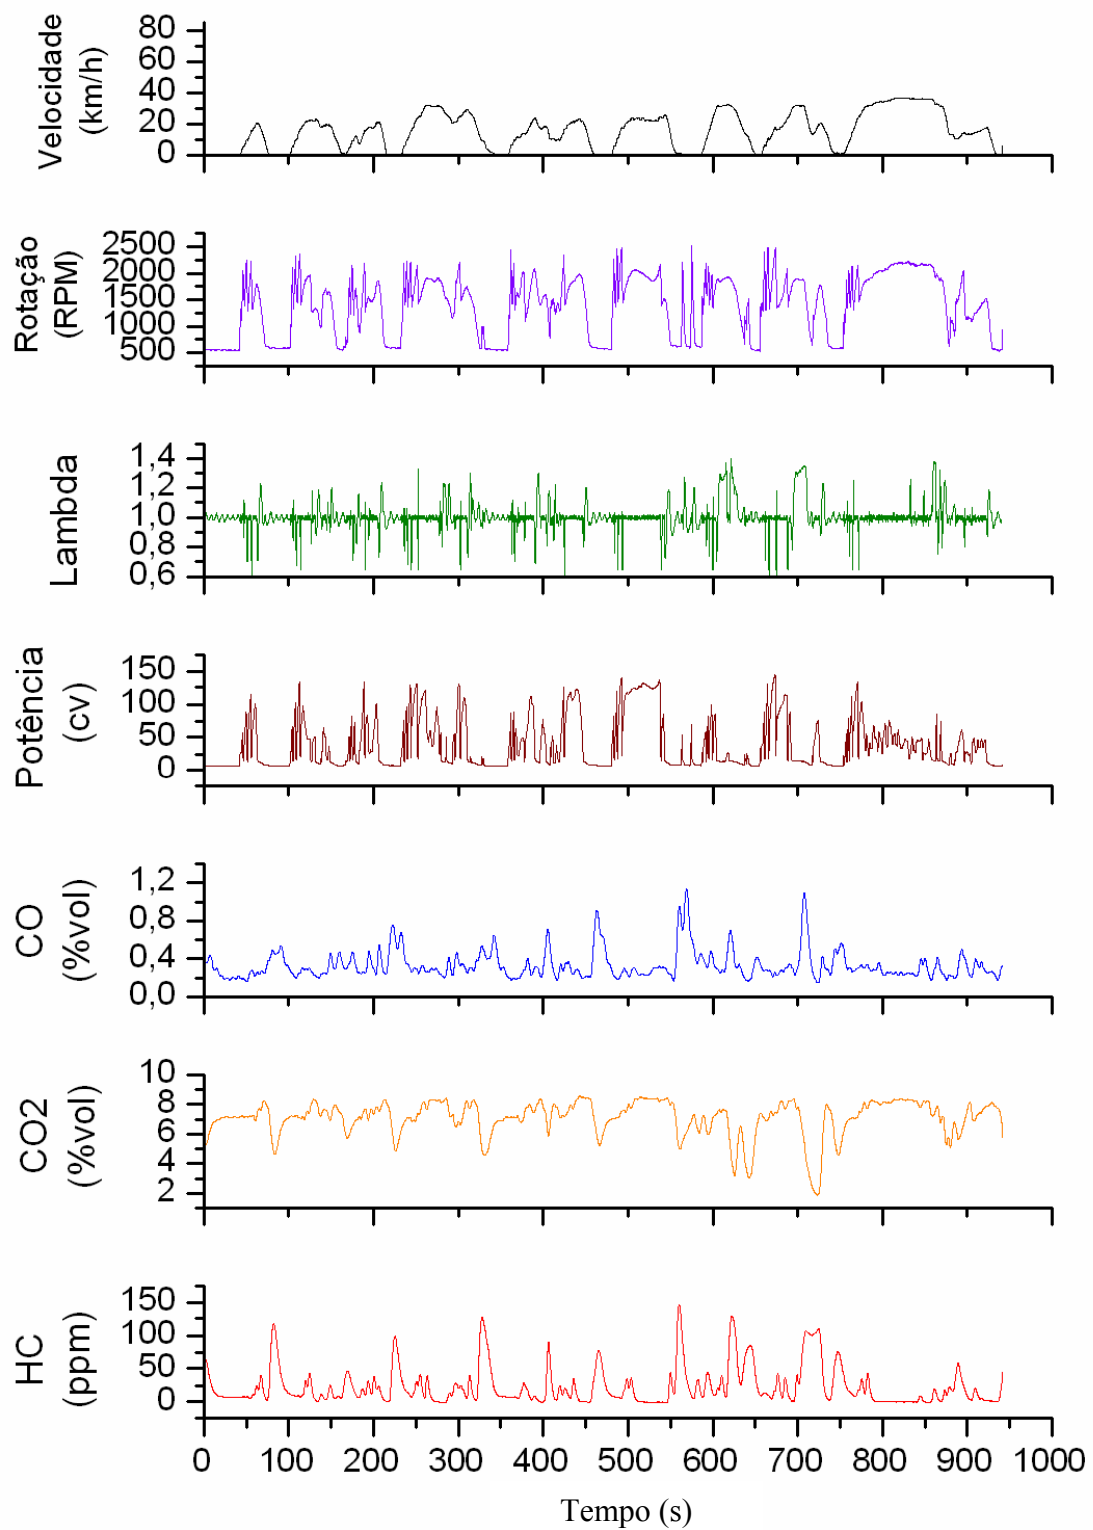 Velocidade
(km/h)
80
60
40
20
0
Rotação
(RPM)
2500
2000
1500
1000
500
Lambda
1,4
1,2
1,0
0,8
0,6
Potência
(cv)
150
100
50
0
CO
(%vol)
1,2
0,8
0,4
0,0
CO2
(%vol)
10
8
6
4
2
HC
(ppm)
150
100
50
0
0 100 200 300 400 500 600 700 800 900 1000
Tempo (s)